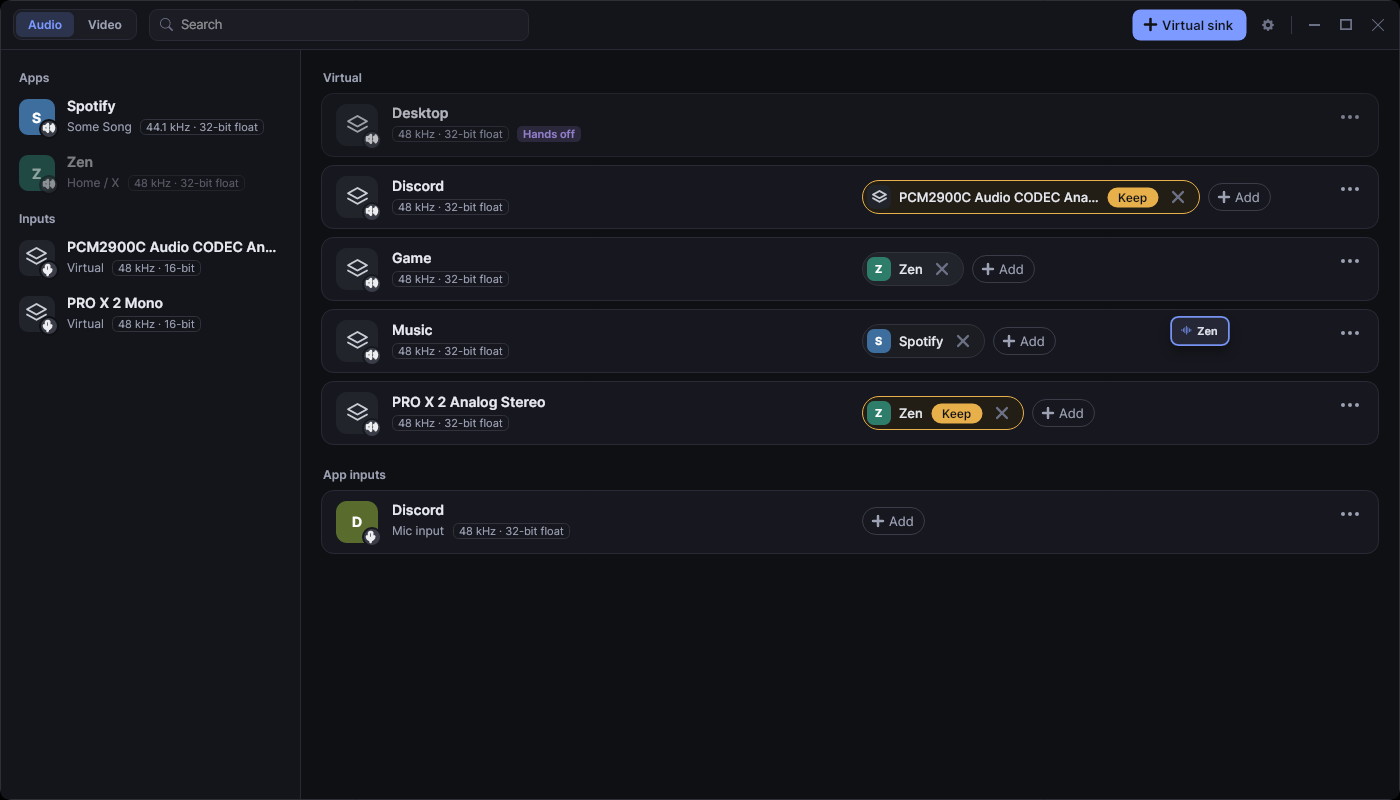 Audio Video Search + Virtual sink
Apps
S Spotify
Some Song 44.1 kHz · 32-bit float
Z Zen
Home / X 48 kHz · 32-bit float
Inputs
PCM2900C Audio CODEC An...
Virtual 48 kHz · 16-bit
PRO X 2 Mono
Virtual 48 kHz · 16-bit
Virtual
Desktop
48 kHz · 32-bit float Hands off
Discord
48 kHz · 32-bit float
PCM2900C Audio CODEC Ana... Keep + Add
Game
48 kHz · 32-bit float
Z Zen + Add
Music
48 kHz · 32-bit float
S Spotify + Add
Zen
PRO X 2 Analog Stereo
48 kHz · 32-bit float
Z Zen Keep + Add
App inputs
D Discord
Mic input 48 kHz · 32-bit float
+ Add